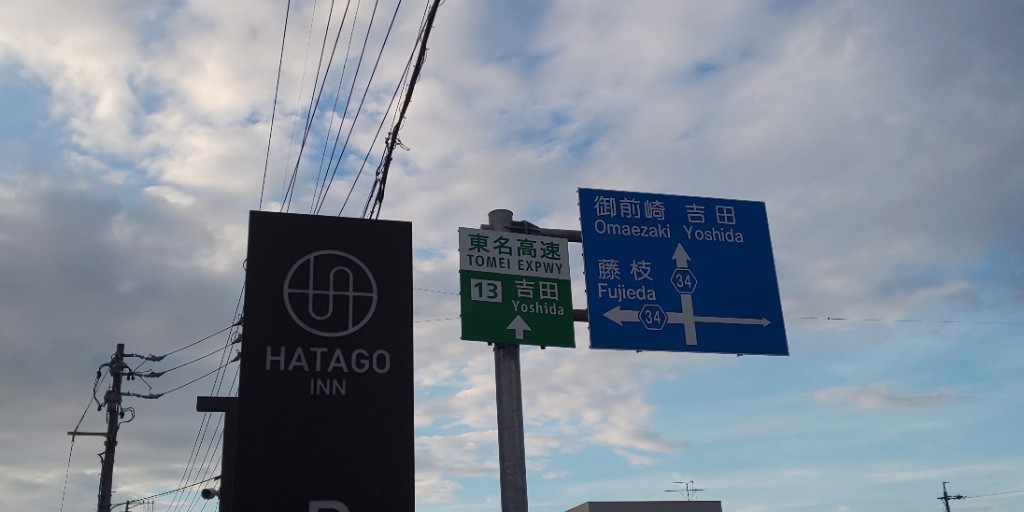 HATAGO
INN
P
東名高速
TOMEI EXPWY
13 吉田
Yoshida
御前崎 吉田
Omaezaki Yoshida
藤枝
Fujieda
34
34